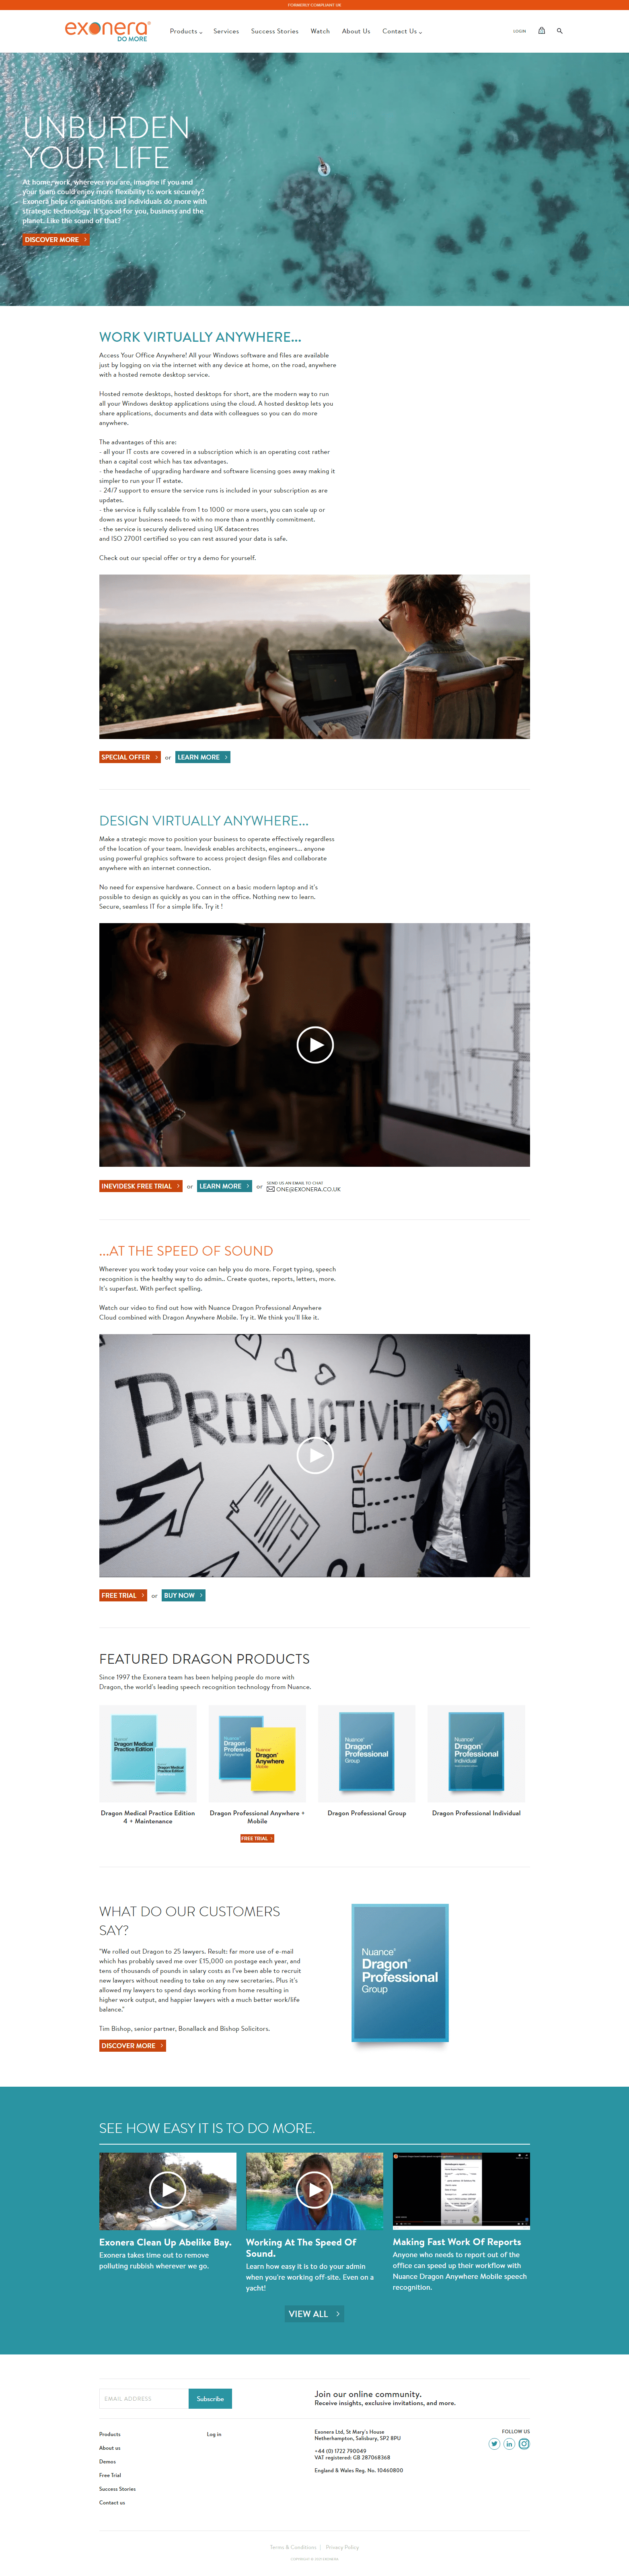 FORMERLY COMPLIANT UK
exonera®
DO MORE
Products
Services
Success Stories
Watch
About Us
Contact Us
LOGIN
UNBURDEN
YOUR LIFE
At home, work, wherever you are, imagine if you and
your team could enjoy more flexibility to work securely?
Exonera helps organisations and individuals do more with
strategic technology. It's good for you, business and the
planet. Like the sound of that?
DISCOVER MORE
WORK VIRTUALLY ANYWHERE...
Access Your Office Anywhere! All your Windows software and files are available
just by logging on via the internet with any device at home, on the road, anywhere
with a hosted remote desktop service.
Hosted remote desktops, hosted desktops for short, are the modern way to run
all your Windows desktop applications using the cloud. A hosted desktop lets you
share applications, documents and data with colleagues so you can do more
anywhere.
The advantages of this are:
- all your IT costs are covered in a subscription which is an operating cost rather
than a capital cost which has tax advantages.
- the headache of upgrading hardware and software licensing goes away making it
simpler to run your IT estate.
- 24/7 support to ensure the service runs is included in your subscription as are
updates.
- the service is fully scalable from 1 to 1000 or more users, you can scale up or
down as your business needs to with no more than a monthly commitment.
- the service is securely delivered using UK datacentres
and ISO 27001 certified so you can rest assured your data is safe.
Check out our special offer or try a demo for yourself.
SPECIAL OFFER or LEARN MORE
DESIGN VIRTUALLY ANYWHERE...
Make a strategic move to position your business to operate effectively regardless
of the location of your team. Inevidesk enables architects, engineers... anyone
using powerful graphics software to access project design files and collaborate
anywhere with an internet connection.
No need for expensive hardware. Connect on a basic modern laptop and it's
possible to design as quickly as you can in the office. Nothing new to learn.
Secure, seamless IT for a simple life. Try it !
INEVIDESK FREE TRIAL or LEARN MORE or
SEND US AN EMAIL TO CHAT
ONE@EXONERA.CO.UK
...AT THE SPEED OF SOUND
Wherever you work today your voice can help you do more. Forget typing, speech
recognition is the healthy way to do admin.. Create quotes, reports, letters, more.
It's superfast. With perfect spelling.
Watch our video to find out how with Nuance Dragon Professional Anywhere
Cloud combined with Dragon Anywhere Mobile. Try it. We think you'll like it.
PRODUCTIVITY
FREE TRIAL or BUY NOW
FEATURED DRAGON PRODUCTS
Since 1997 the Exonera team has been helping people do more with
Dragon, the world's leading speech recognition technology from Nuance.
Nuance®
Dragon® Medical
Practice Edition
Dragon® Medical
Practice Edition
Nuance®
Dragon®
Professio
Anywhere
Nuance®
Dragon®
Anywhere
Mobile
Nuance®
Dragon®
Professional
Group
Nuance®
Dragon®
Professional
Individual
Dragon Medical Practice Edition
4 + Maintenance
Dragon Professional Anywhere +
Mobile
FREE TRIAL
Dragon Professional Group
Dragon Professional Individual
WHAT DO OUR CUSTOMERS
SAY?
"We rolled out Dragon to 25 lawyers. Result: far more use of e-mail
which has probably saved me over £15,000 on postage each year, and
tens of thousands of pounds in salary costs as I've been able to recruit
new lawyers without needing to take on any new secretaries. Plus it's
allowed my lawyers to spend days working from home resulting in
higher work output, and happier lawyers with a much better work/life
balance."
Tim Bishop, senior partner, Bonallack and Bishop Solicitors.
DISCOVER MORE
Nuance®
Dragon®
Professional
Group
SEE HOW EASY IT IS TO DO MORE.
Exonera Clean Up Abelike Bay.
Exonera takes time out to remove
polluting rubbish wherever we go.
Working At The Speed Of
Sound.
Learn how easy it is to do your admin
when you're working off-site. Even on a
yacht!
Making Fast Work Of Reports
Anyone who needs to report out of the
office can speed up their workflow with
Nuance Dragon Anywhere Mobile speech
recognition.
VIEW ALL
EMAIL ADDRESS
Subscribe
Join our online community.
Receive insights, exclusive invitations, and more.
Products
About us
Demos
Free Trial
Success Stories
Contact us
Log in
Exonera Ltd, St Mary's House
Netherhampton, Salisbury, SP2 8PU
+44 (0) 1722 790049
VAT registered: GB 287068368
England & Wales Reg. No. 10460800
FOLLOW US
Terms & Conditions | Privacy Policy